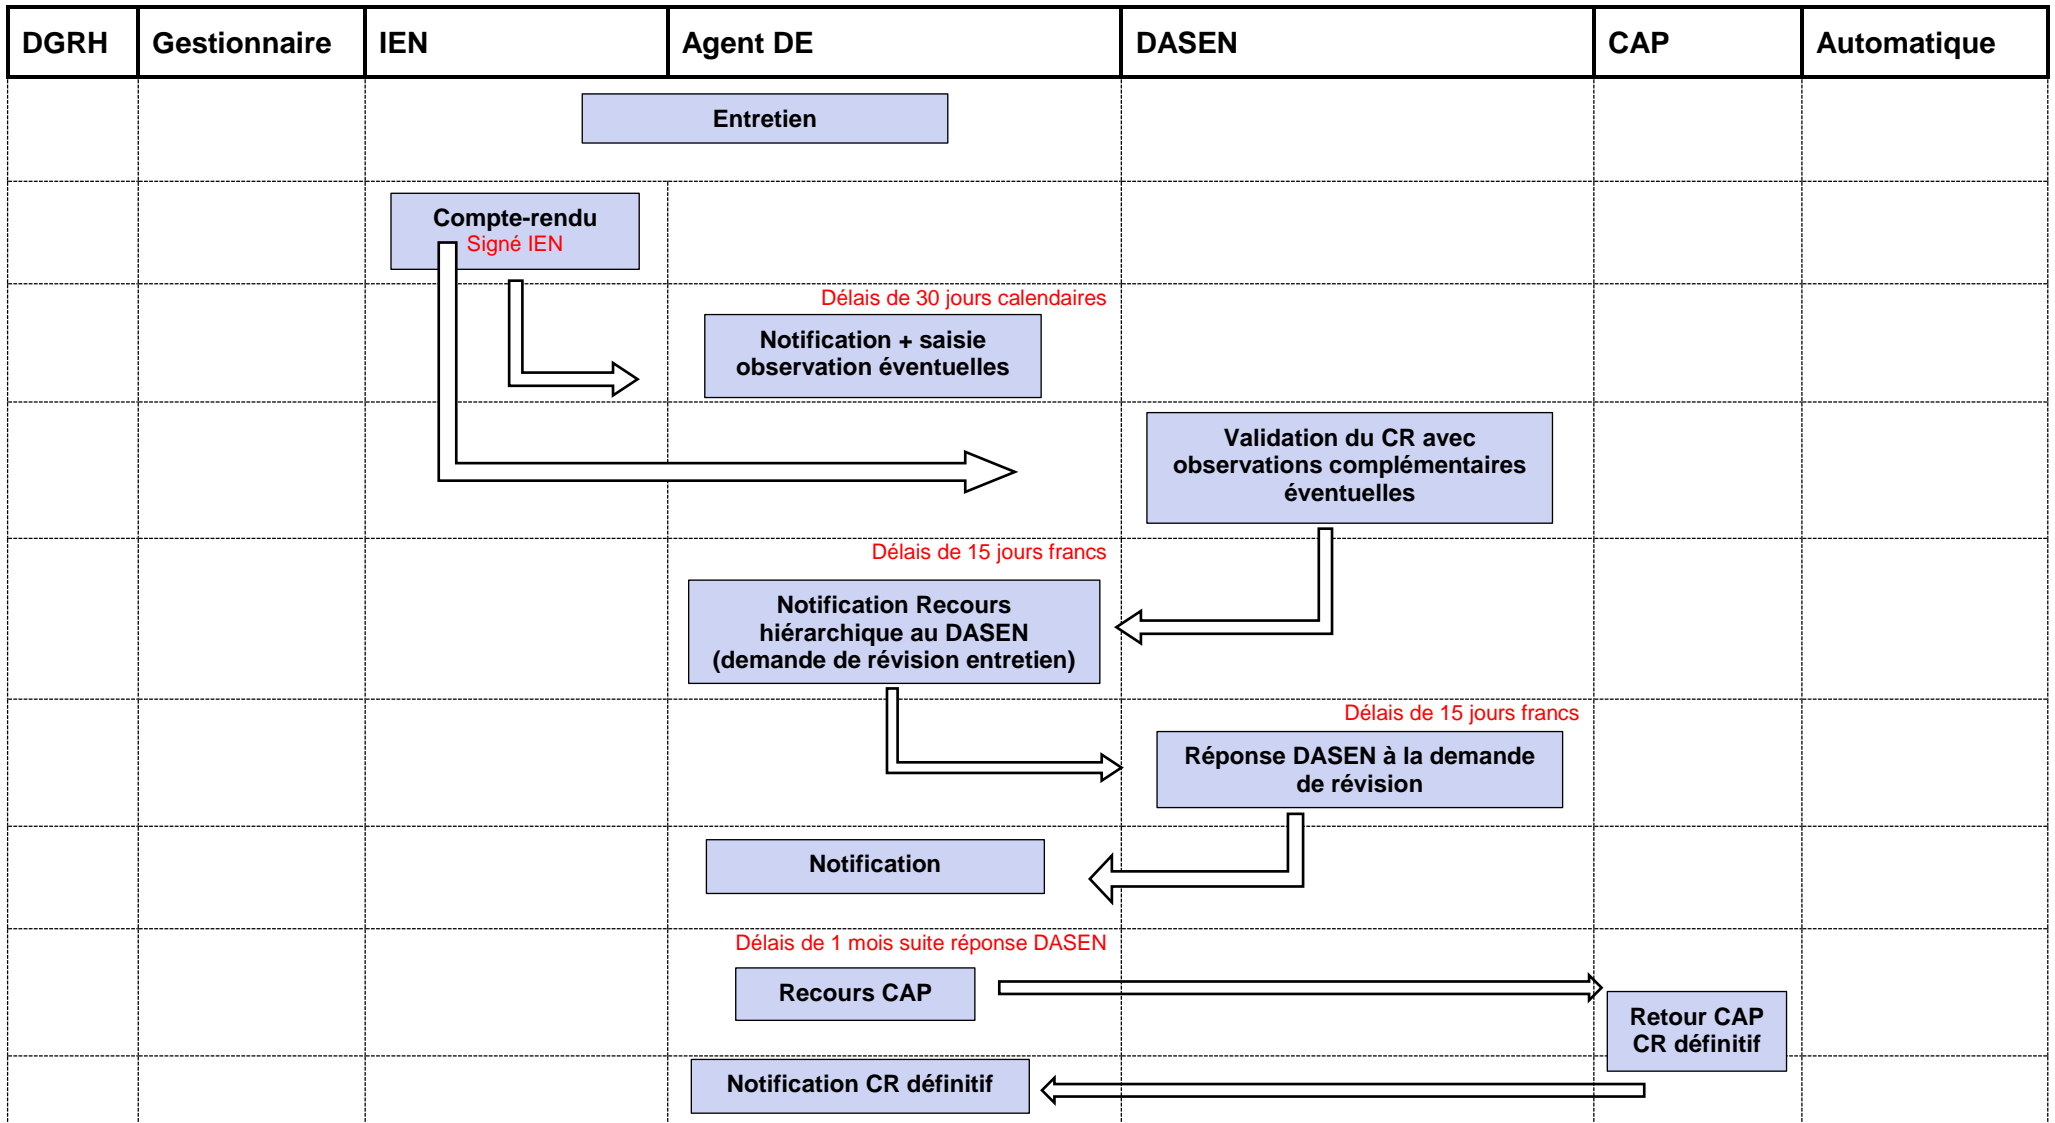 DGRH
Gestionnaire
IEN
Agent DE
DASEN
CAP
Automatique
Entretien
Compte-rendu
Signé IEN
Délais de 30 jours calendaires
Notification + saisie
observation éventuelles
Validation du CR avec
observations complémentaires
éventuelles
Délais de 15 jours francs
Notification Recours
hiérarchique au DASEN
(demande de révision entretien)
Délais de 15 jours francs
Réponse DASEN à la demande
de révision
Notification
Délais de 1 mois suite réponse DASEN
Recours CAP
Retour CAP
CR définitif
Notification CR définitif